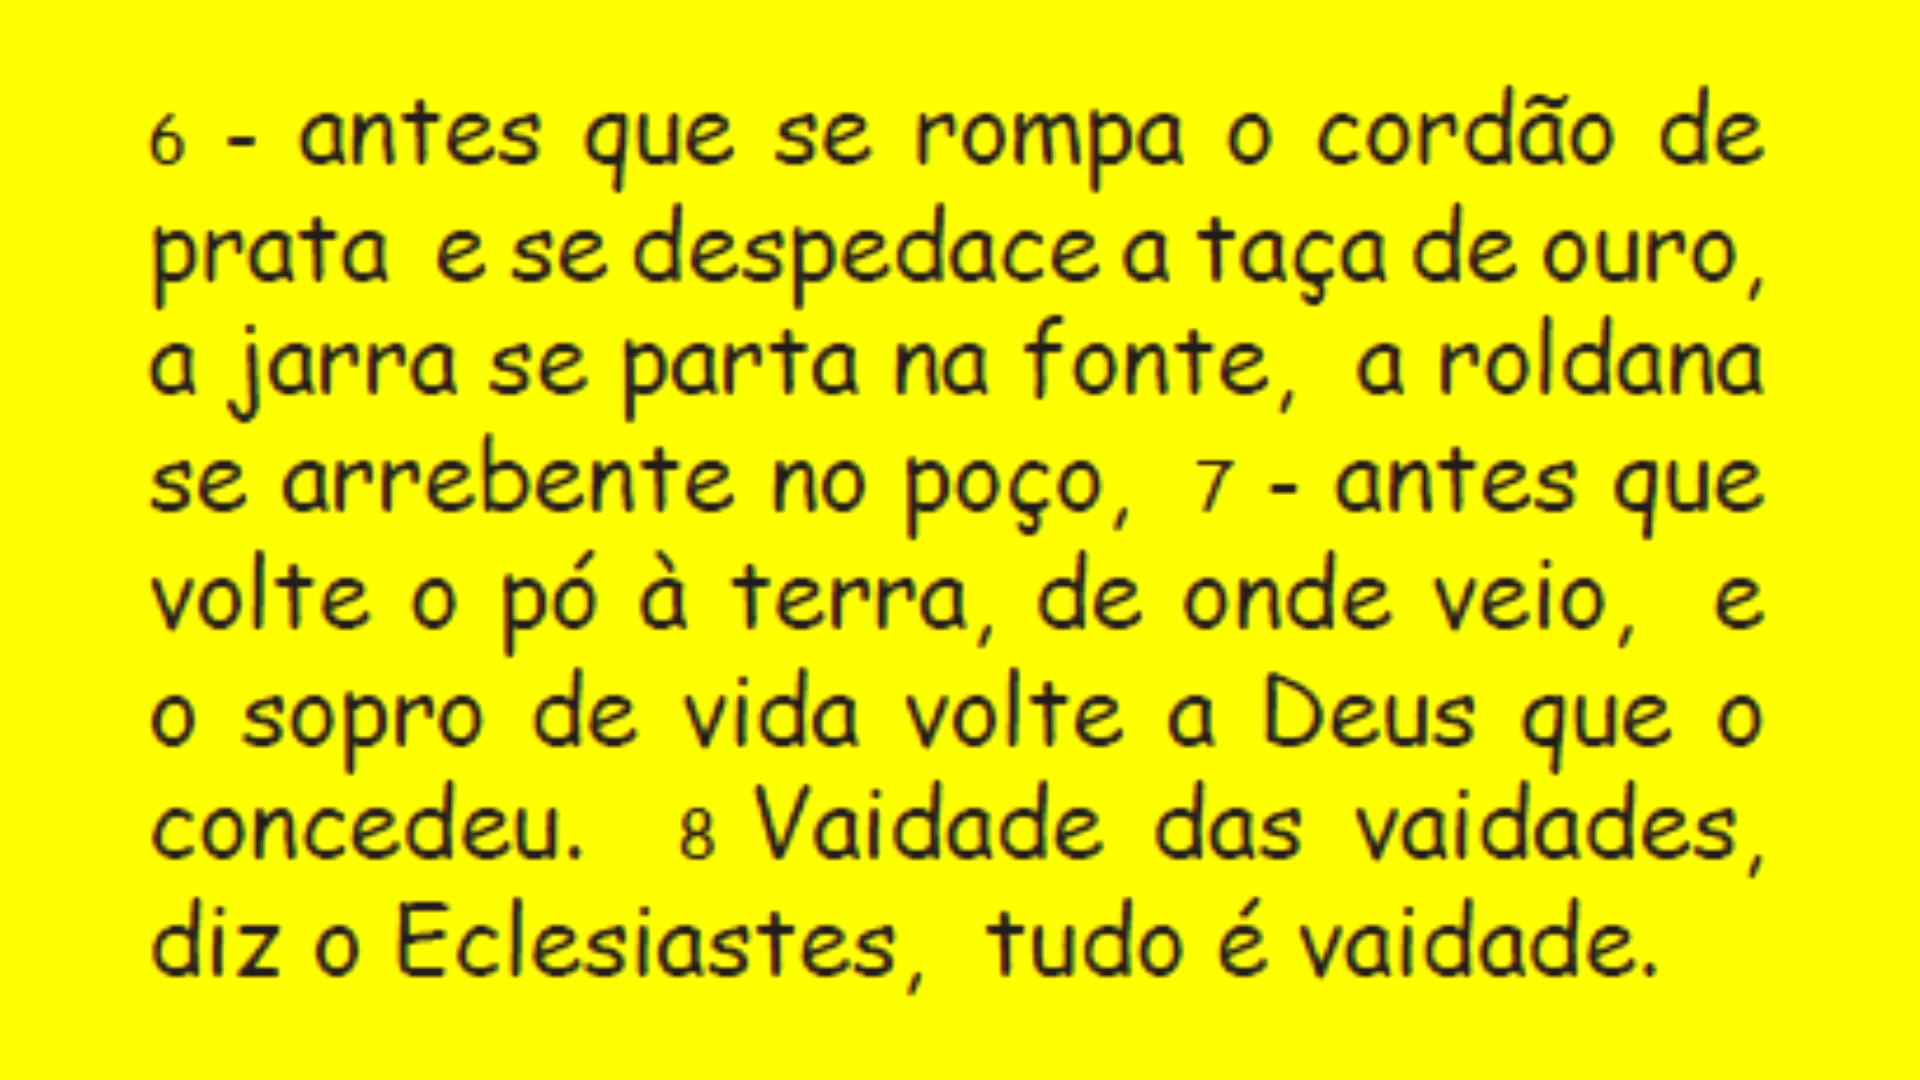 6 - antes que se rompa o cordão de
prata e se despedace a taça de ouro,
a jarra se parta na fonte, a roldana
se arrebente no poço, 7 - antes que
volte o pó à terra, de onde veio, e
o sopro de vida volte a Deus que o
concedeu. 8 Vaidade das vaidades,
diz o Eclesiastes, tudo é vaidade.